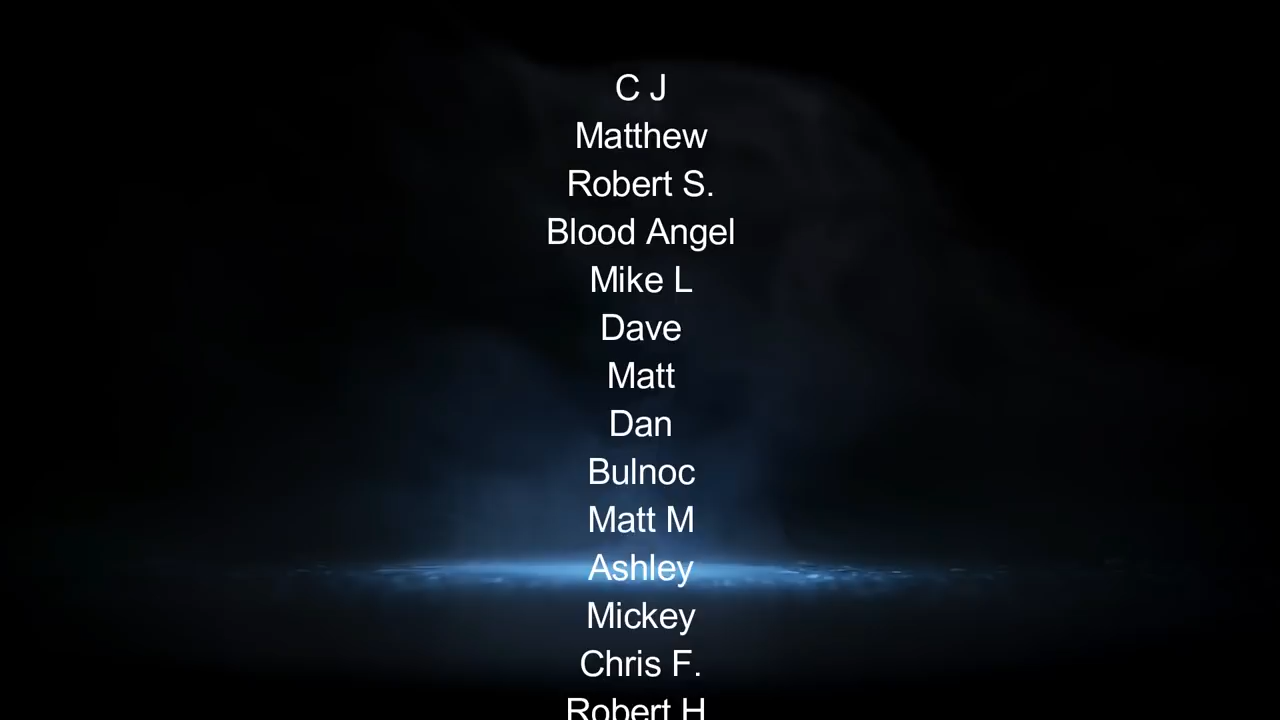 C J
Matthew
Robert S.
Blood Angel
Mike L
Dave
Matt
Dan
Bulnoc
Matt M
Ashley
Mickey
Chris F.
Robert H